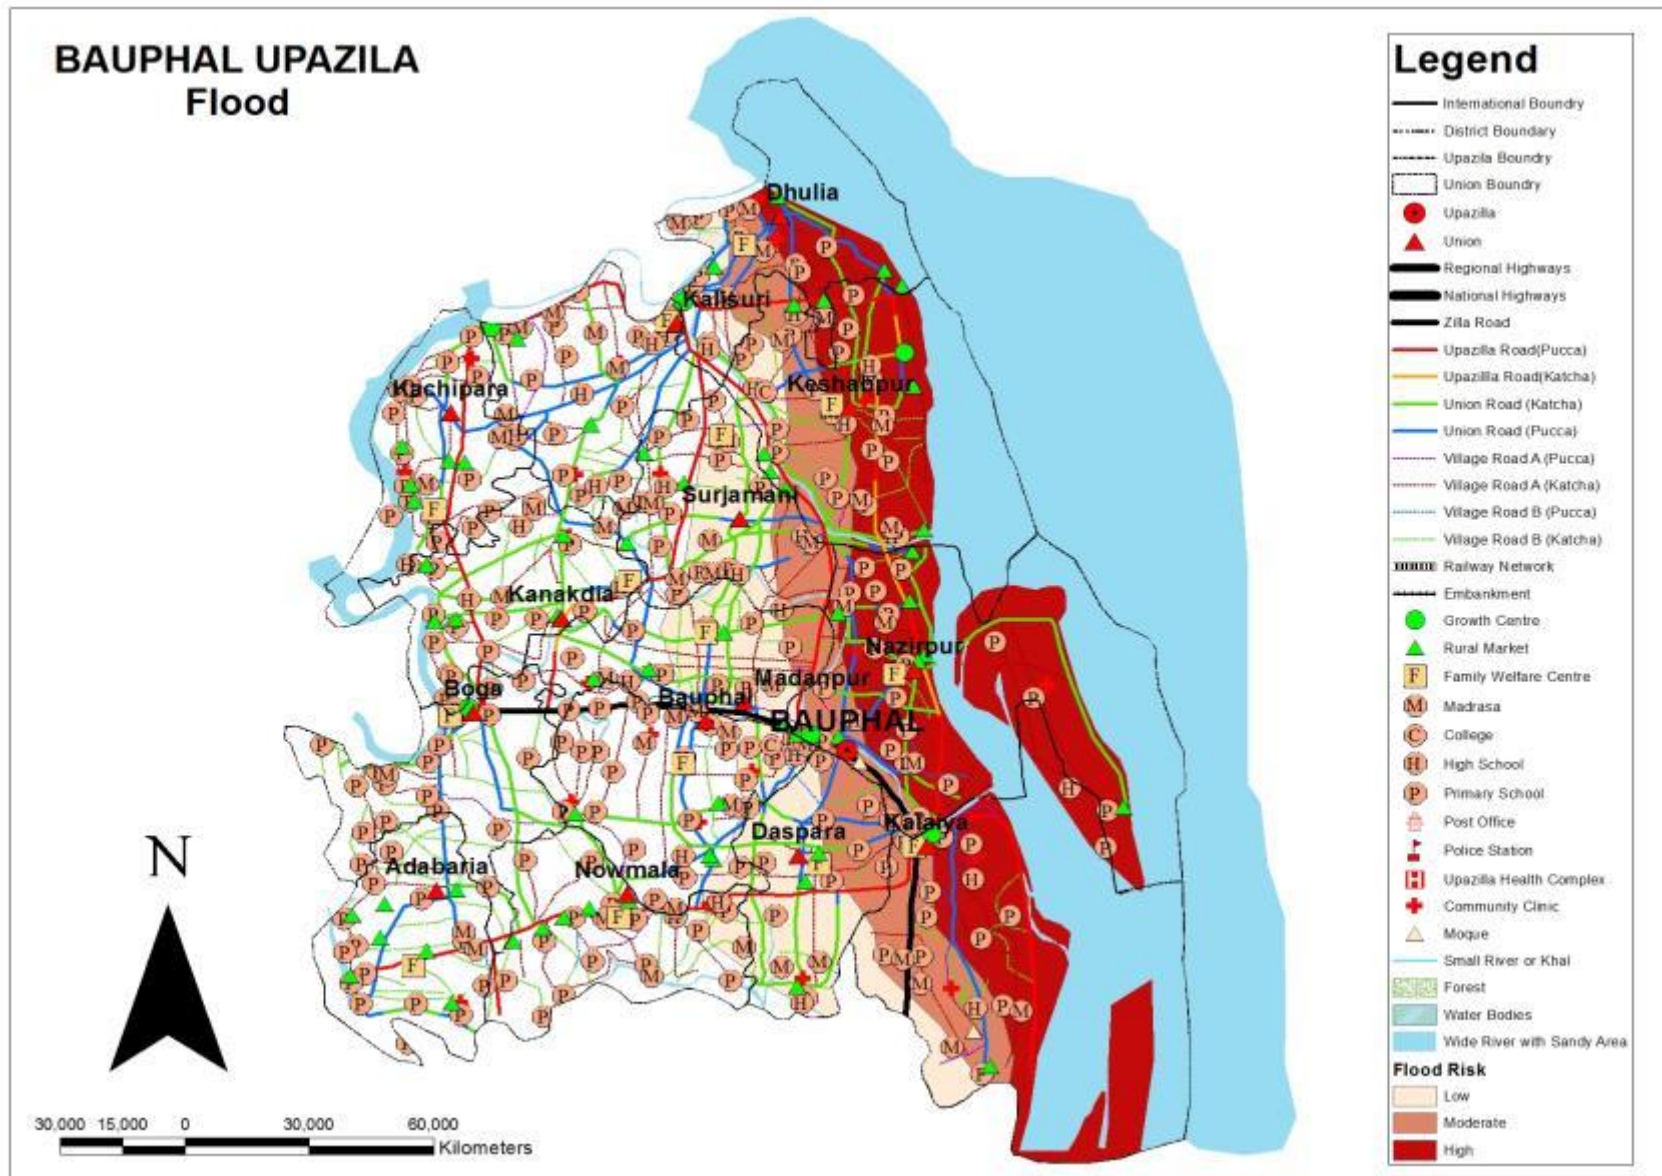 BAUPHAL UPAZILA
Flood
Dhulia
Kalisuri
Kachipara
Keshabpur
Surjamani
Kanakdia
Nazirpur
Madanpur
Boga
Bauphal
BAUPHAL
Daspara
Kalaiya
Adabaria
Nowmala
N
30,000 15,000 0 30,000 60,000
Kilometers
Legend
International Boundry
District Boundary
Upazila Boundry
Union Boundry
Upazilla
Union
Regional Highways
National Highways
Zilla Road
Upazilla Road(Pucca)
Upazillla Road(Katcha)
Union Road (Katcha)
Union Road (Pucca)
Village Road A (Pucca)
Village Road A (Katcha)
Village Road B (Pucca)
Village Road B (Katcha)
Railway Network
Embankment
Growth Centre
Rural Market
F Family Welfare Centre
M Madrasa
C College
H High School
P Primary School
Post Office
Police Station
H Upazilla Health Complex
Community Clinic
Moque
Small River or Khal
Forest
Water Bodies
Wide River with Sandy Area
Flood Risk
Low
Moderate
High